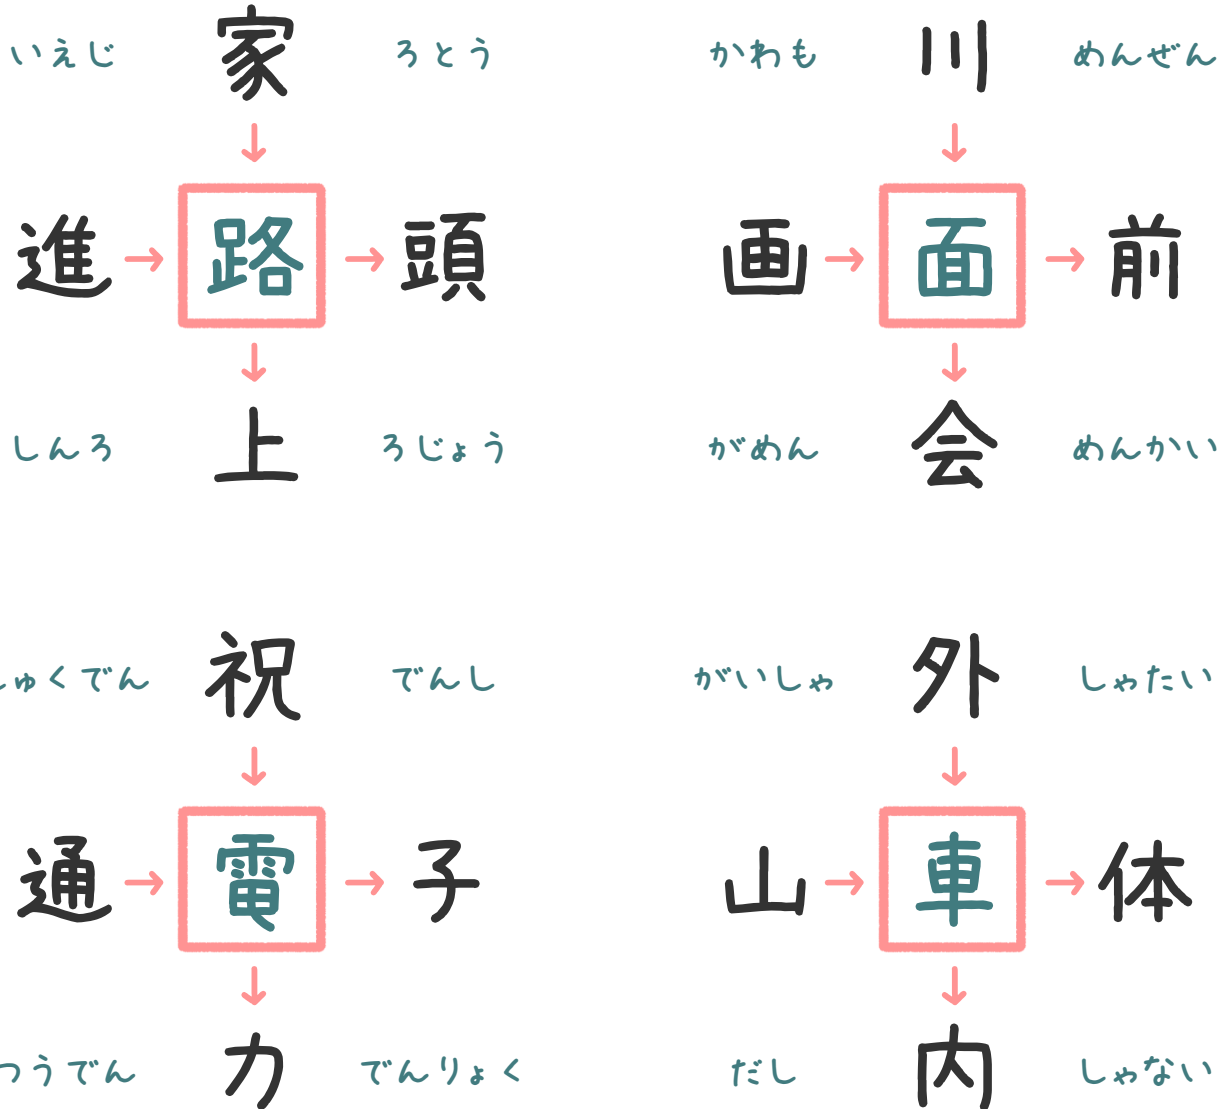 いえじ 家 ろとう
進 → 路 → 頭
しんろ 上 ろじょう
かわも 川 めんぜん
画 → 面 → 前
がめん 会 めんかい
しゅくでん 祝 でんし
通 → 電 → 子
つうでん 力 でんりょく
がいしゃ 外 しゃたい
山 → 車 → 体
だし 内 しゃない